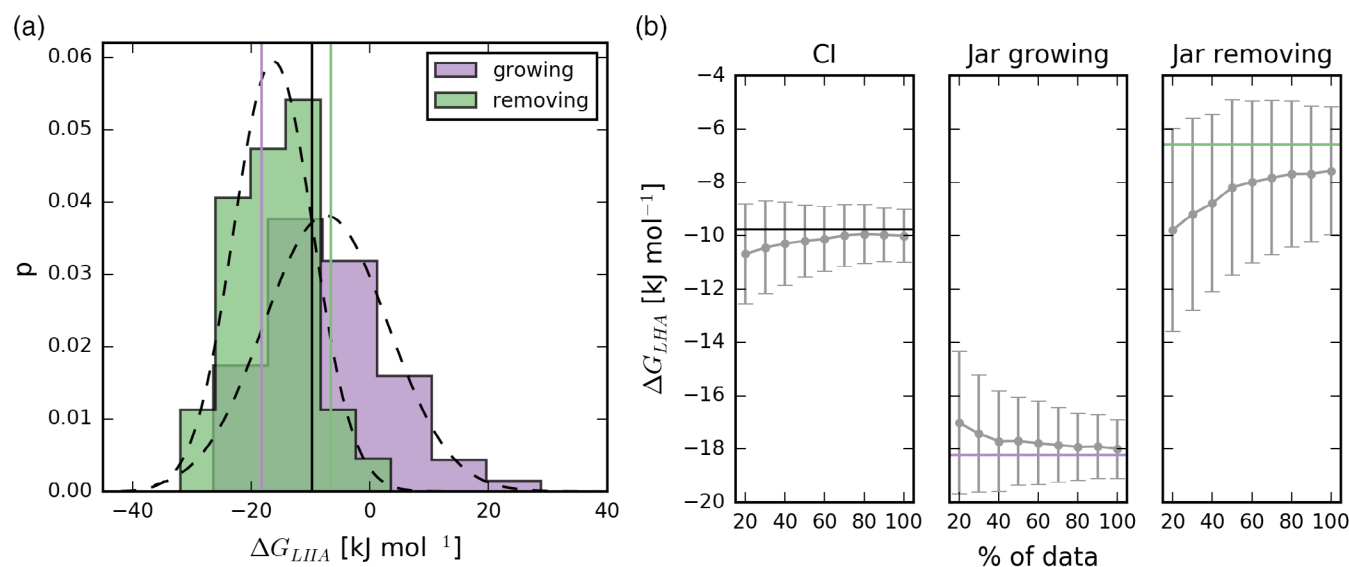 (a)
0.06
0.05
0.04
0.03
0.02
0.01
0.00
p
growing
removing
−40 −20 0 20 40
ΔG_LHA [kJ mol ⁻¹]
(b)
CI Jar growing Jar removing
−4
−6
−8
−10
−12
−14
−16
−18
−20
ΔG_LHA [kJ mol⁻¹]
20 40 60 80 100 20 40 60 80 100 20 40 60 80 100
% of data